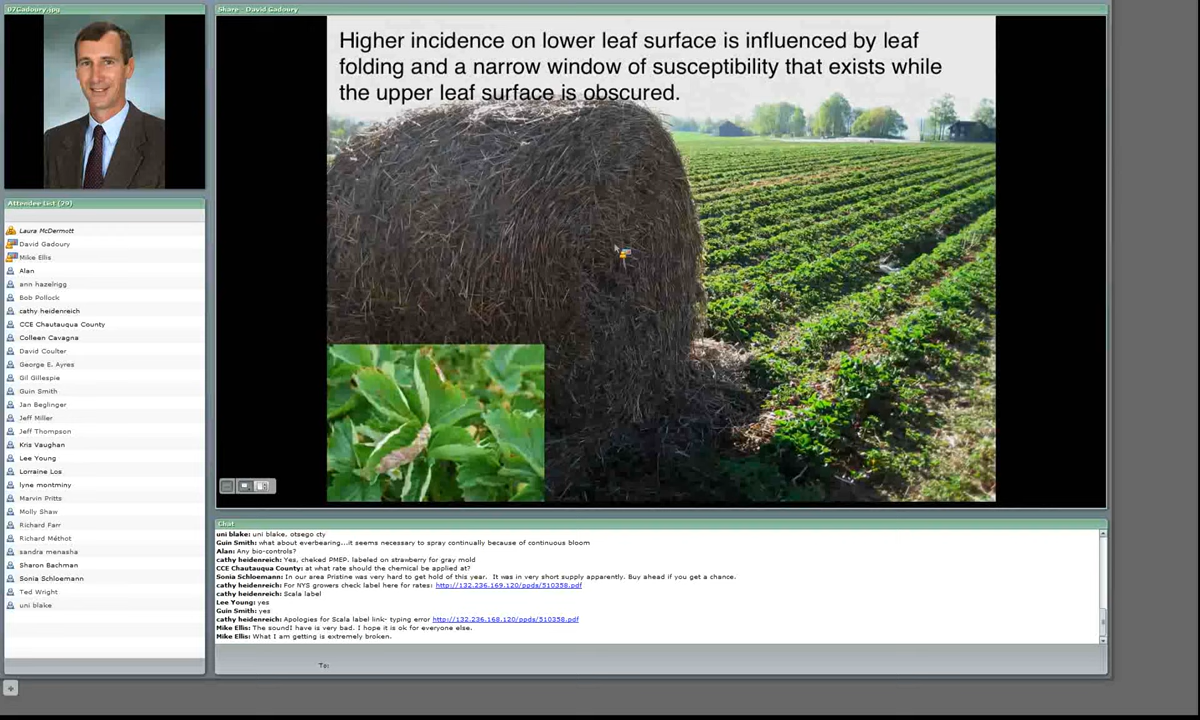 07Gadoury.jpg
Share - David Gadoury
Higher incidence on lower leaf surface is influenced by leaf
folding and a narrow window of susceptibility that exists while
the upper leaf surface is obscured.
Attendee List (29)
Laura McDermott
David Gadoury
Mike Ellis
Alan
ann hazelrigg
Bob Pollock
cathy heidenreich
CCE Chautauqua County
Colleen Cavagna
David Coulter
George E. Ayres
Gil Gillespie
Guin Smith
Jan Beglinger
Jeff Miller
Jeff Thompson
Kris Vaughan
Lee Young
Lorraine Los
lyne montminy
Marvin Pritts
Molly Shaw
Richard Farr
Richard Méthot
sandra menasha
Sharon Bachman
Sonia Schloemann
Ted Wright
uni blake
Chat
uni blake: uni blake, otsego cty
Guin Smith: what about everbearing...it seems necessary to spray continually because of continuous bloom
Alan: Any bio-controls?
cathy heidenreich: Yes, cheked PMEP. labeled on strawberry for gray mold
CCE Chautauqua County: at what rate should the chemical be applied at?
Sonia Schloemann: In our area Pristine was very hard to get hold of this year. It was in very short supply apparently. Buy ahead if you get a chance.
cathy heidenreich: For NYS growers check label here for rates: http://132.236.169.120/ppds/510358.pdf
cathy heidenreich: Scala label
Lee Young: yes
Guin Smith: yes
cathy heidenreich: Apologies for Scala label link- typing error http://132.236.168.120/ppds/510358.pdf
Mike Ellis: The soundI have is very bad. I hope it is ok for everyone else.
Mike Ellis: What I am getting is extremely broken.
To: